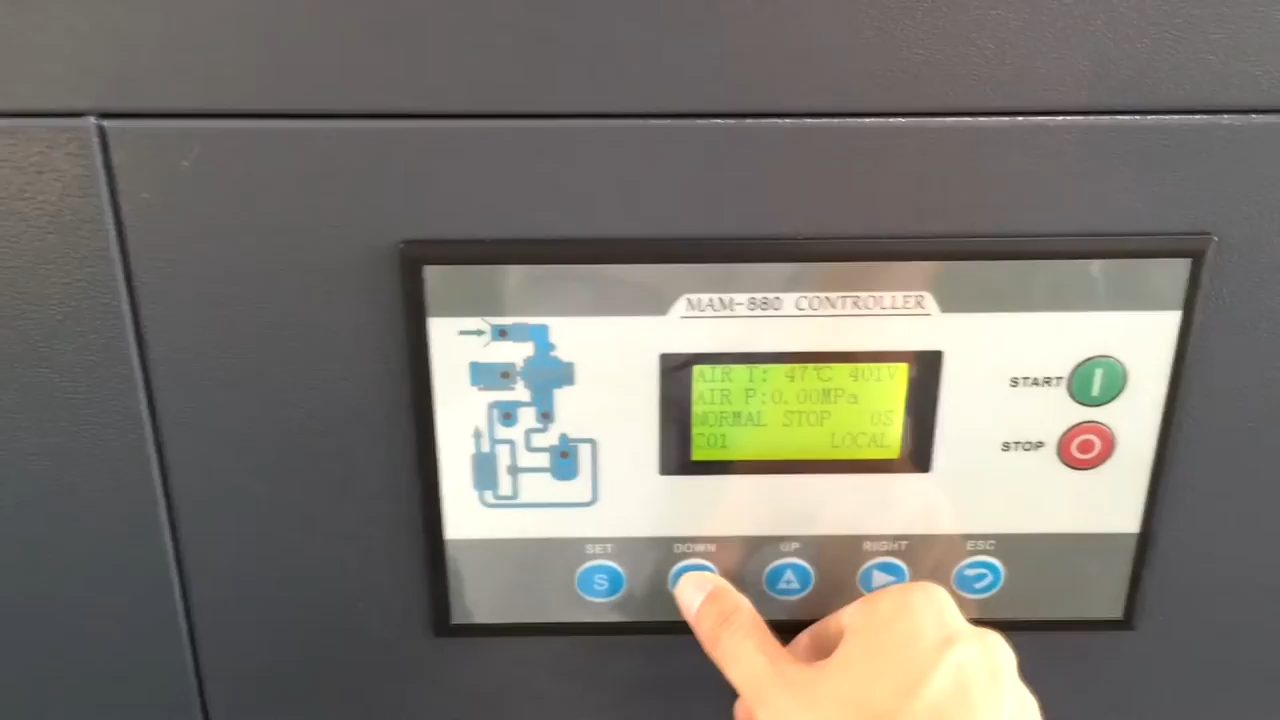 MAM-880 CONTROLLER
AIR T: 47℃ 401V
AIR P:0.00MPa
NORMAL STOP 0S
C01 LOCAL
START
STOP
SET DOWN UP RIGHT ESC
S